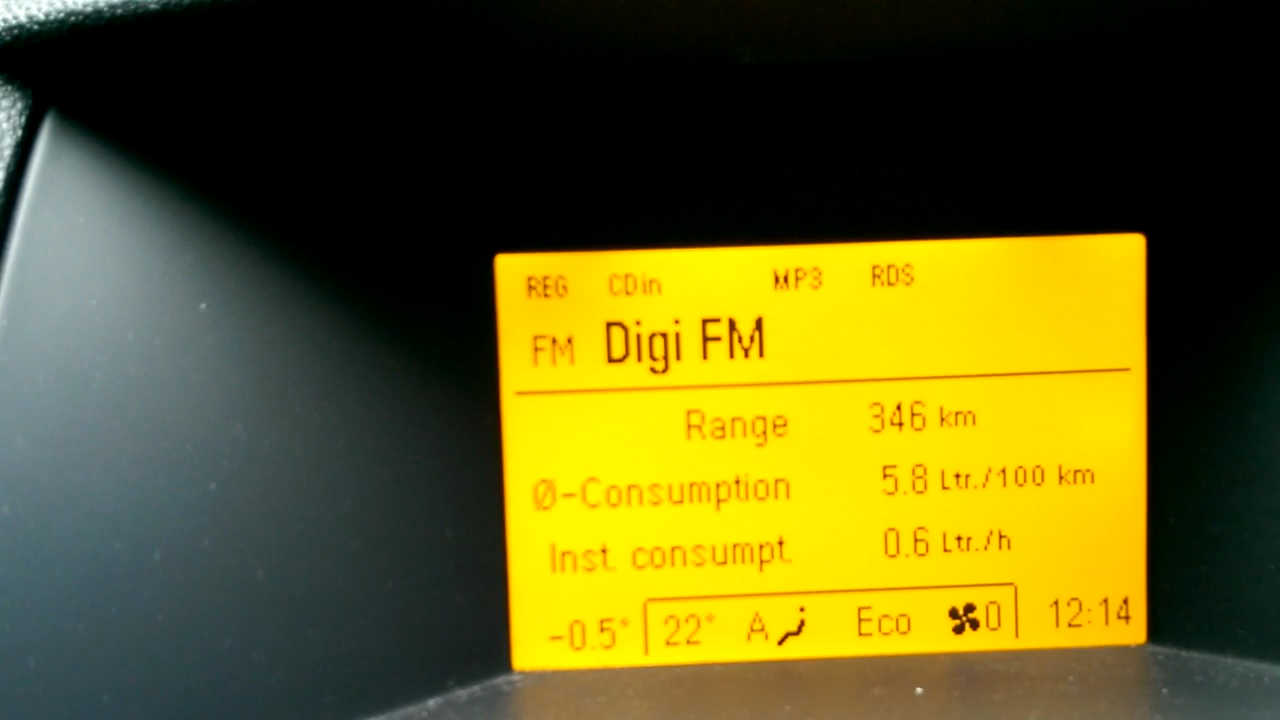 REG CDin MP3 RDS
FM Digi FM
Range 346 km
Ø-Consumption 5.8 Ltr./100 km
Inst. consumpt. 0.6 Ltr./h
-0.5° 22° A Eco 0 12:14